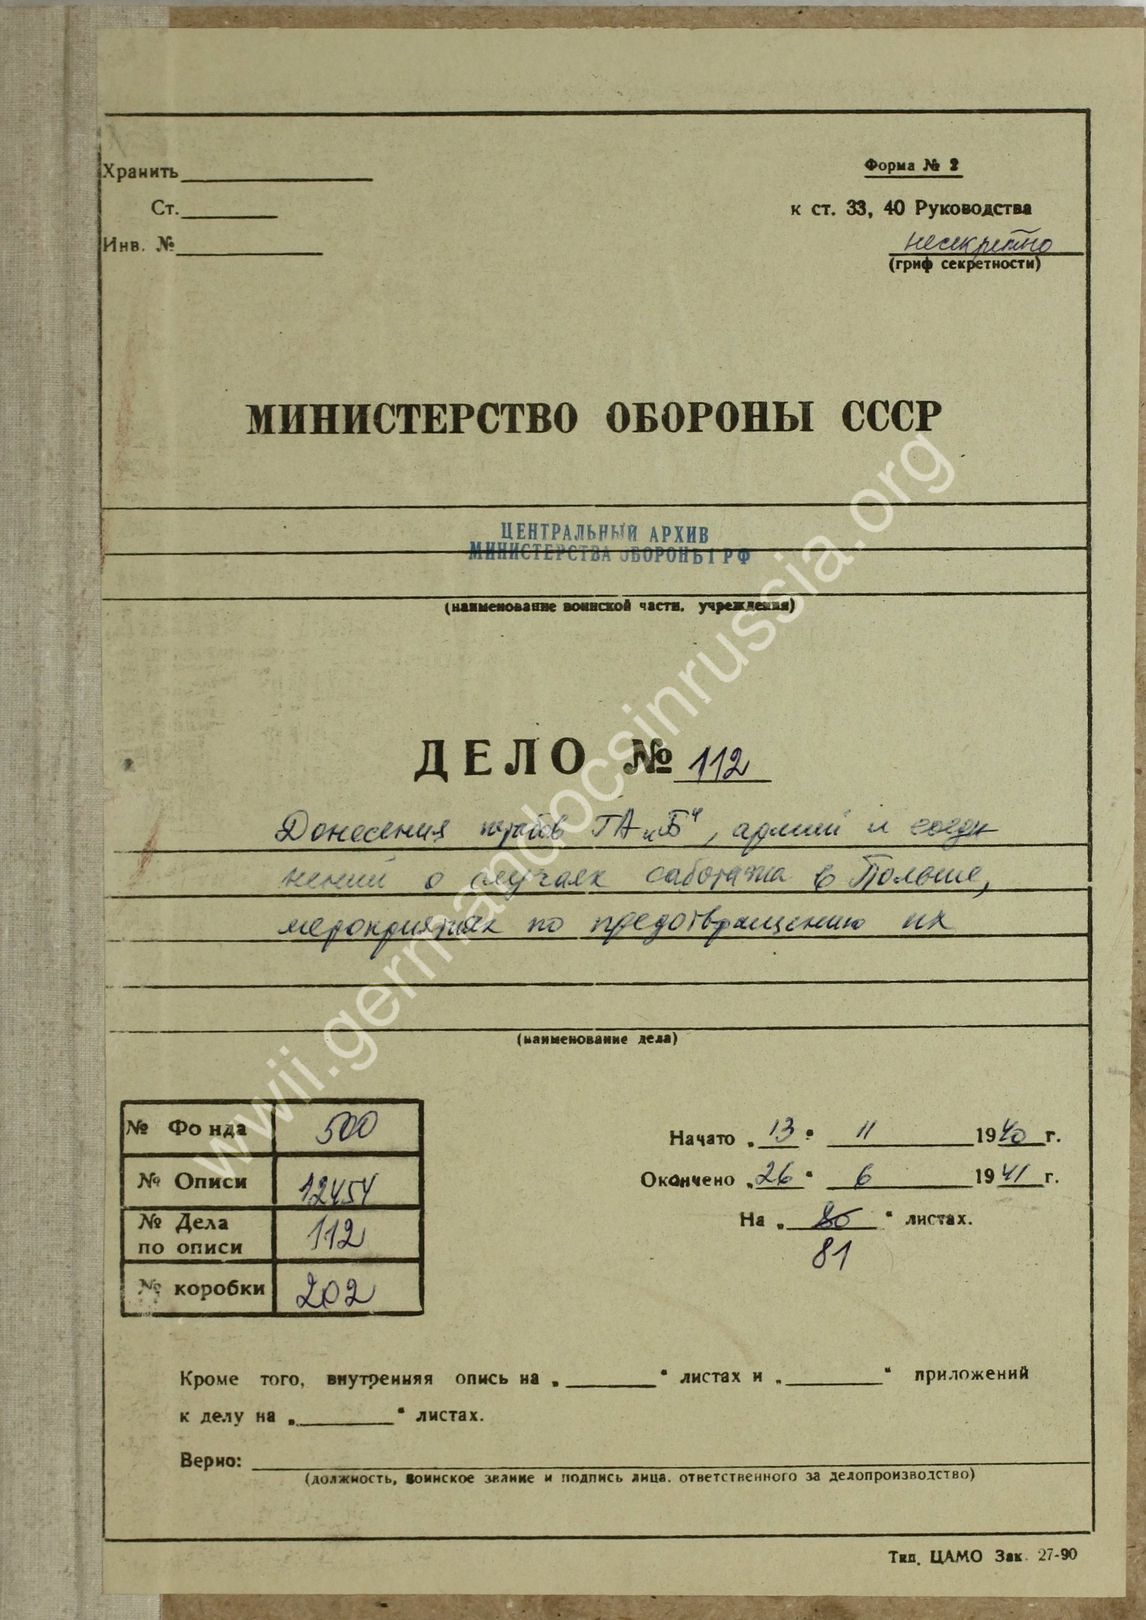 Хранить
Ст.
Инв. №
Форма № 2
к ст. 33, 40 Руководства
несекретно
(гриф секретности)
МИНИСТЕРСТВО ОБОРОНЫ СССР
ЦЕНТРАЛЬНЫЙ АРХИВ
МИНИСТЕРСТВА ОБОРОНЫ РФ
(наименование воинской части, учреждения)
ДЕЛО № 112
Донесения штабов ГА „Б“, армий и соеди
нений о случаях саботажа в Польше,
мероприятиях по предотвращению их
(наименование дела)
№ Фонда 500
№ Описи 12454
№ Дела
по описи 112
№ коробки 202
Начато „13“ 11 1940 г.
Окончено „26“ 6 1941 г.
На „80“ листах.
81
Кроме того, внутренняя опись на „ “ листах и „ “ приложений
к делу на „ “ листах.
Верно:
(должность, воинское звание и подпись лица, ответственного за делопроизводство)
Тип. ЦАМО Зак. 27-90
wwii.germandocsinrussia.org